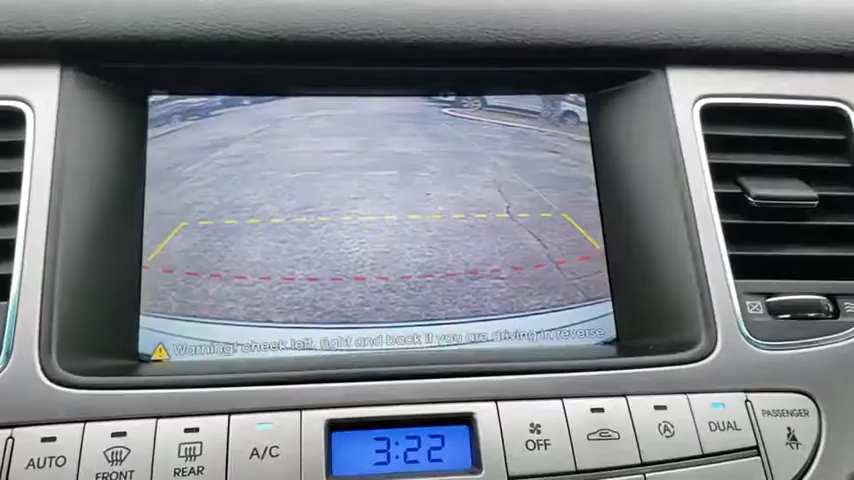 Warning! check left, right and back if you are driving in reverse
PASSENGER
AUTO
FRONT
REAR
A/C
3:22
OFF
A
DUAL